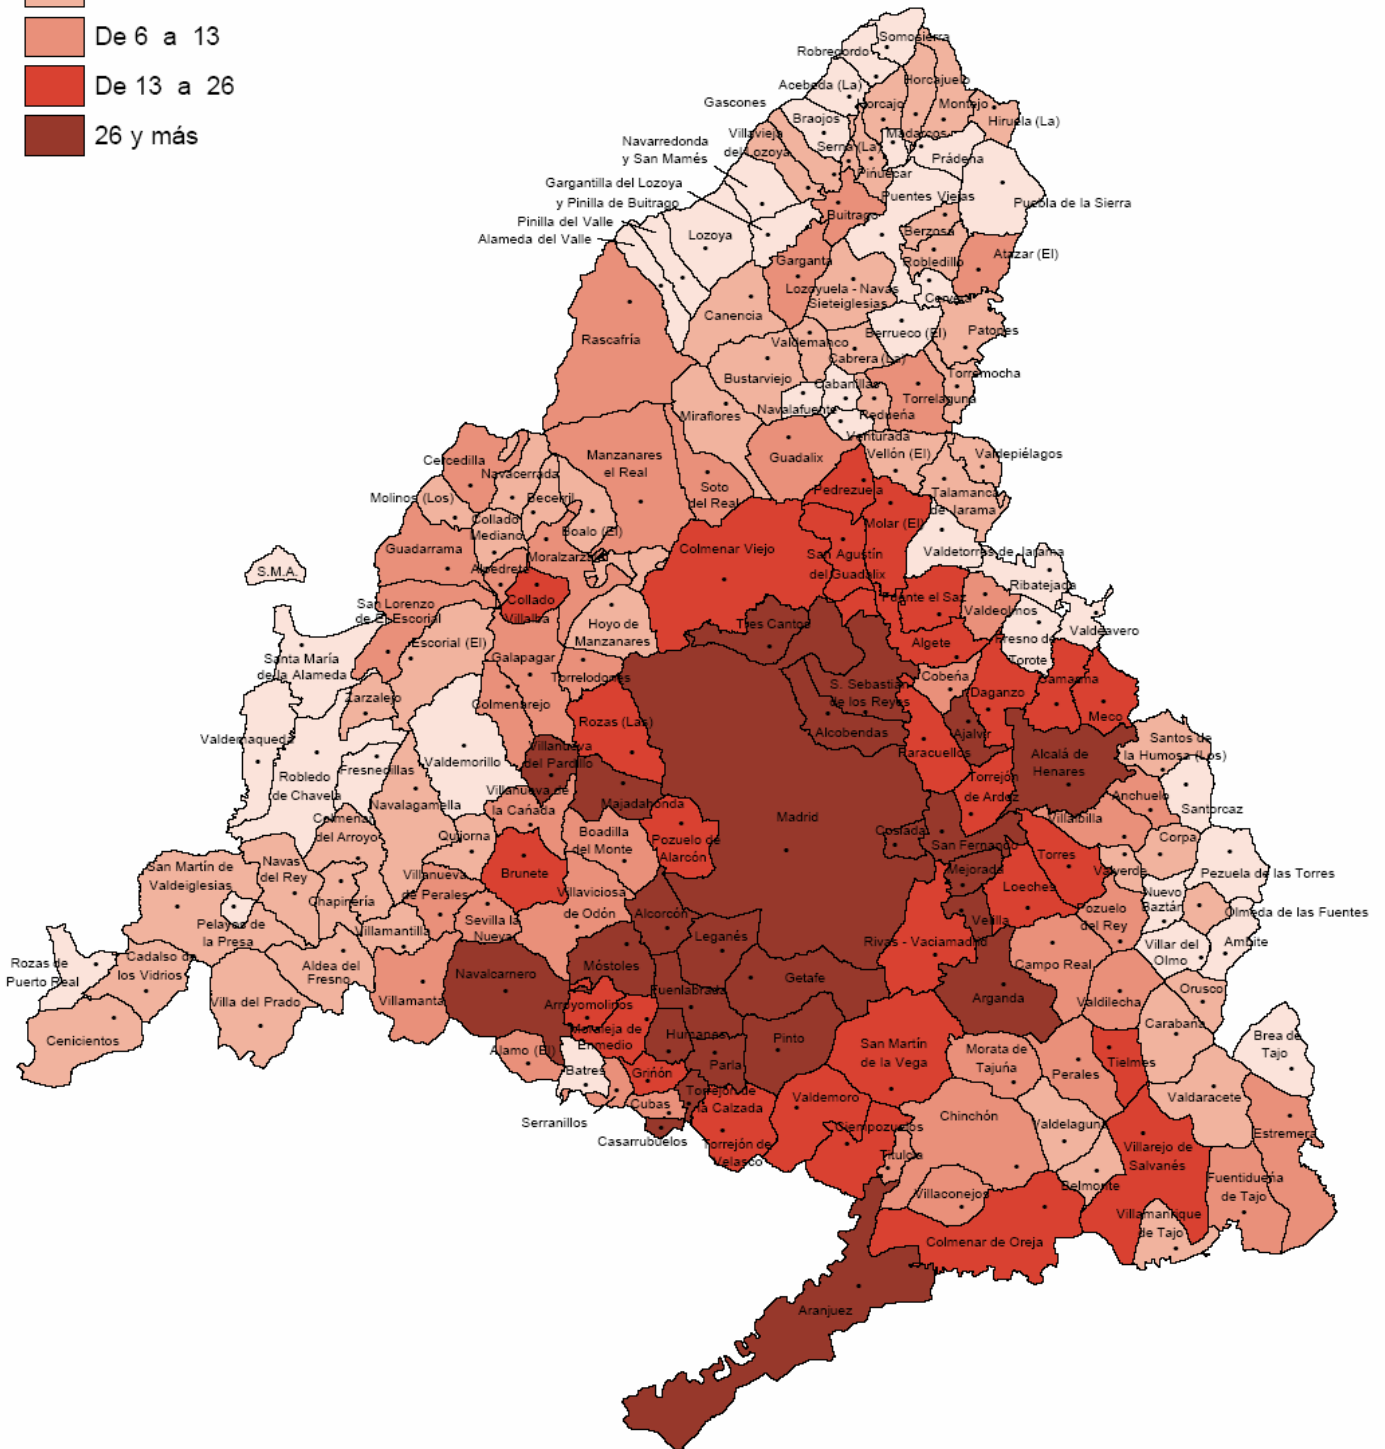 De 6 a 13
De 13 a 26
26 y más
Somosierra
Robregordo
Acebeda (La)
Horcajuelo
Gascones
Horcajo
Montejo
Braojos
Hiruela (La)
Villavieja
del Lozoya
Madarcos
Navarredonda
y San Mamés
Serna (La)
Prádena
Piñuecar
Gargantilla del Lozoya
y Pinilla de Buitrago
Puentes Viejas
Puebla de la Sierra
Buitrago
Pinilla del Valle
Alameda del Valle
Lozoya
Berzosa
Atazar (El)
Garganta
Robledillo
Lozoyuela - Navas
Sieteiglesias
Cervera
Canencia
Rascafría
Berrueco (El)
Patones
Valdemanco
Cabrera (La)
Bustarviejo
Torremocha
Cabanillas
Torrelaguna
Navalafuente
Redueña
Miraflores
Venturada
Vellón (El)
Valdepiélagos
Cercedilla
Manzanares
el Real
Guadalix
Navacerrada
Soto
del Real
Pedrezuela
Talamanca
de Jarama
Molinos (Los)
Becerril
Collado
Mediano
Boalo (El)
Molar (El)
Guadarrama
Moralzarzal
Colmenar Viejo
San Agustín
del Guadalix
Valdetorres de Jarama
S.M.A.
Alpedrete
Ribatejada
Collado
Villalba
Fuente el Saz
San Lorenzo
de El Escorial
Valdeolmos
Hoyo de
Manzanares
Tres Cantos
Valdeavero
Escorial (El)
Algete
Fresno de
Torote
Santa María
de la Alameda
Galapagar
Torrelodones
Cobeña
Camarma
S. Sebastián
de los Reyes
Daganzo
Zarzalejo
Colmenarejo
Meco
Rozas (Las)
Alcobendas
Ajalvir
Valdemaqueda
Villanueva
del Pardillo
Paracuellos
Alcalá de
Henares
Santos de
la Humosa (Los)
Valdemorillo
Fresnedillas
Robledo
de Chavela
Torrejón
de Ardoz
Villanueva de
la Cañada
Anchuelo
Navalagamella
Majadahonda
Santorcaz
Colmenar
del Arroyo
Madrid
Villalbilla
Quijorna
Boadilla
del Monte
Pozuelo de
Alarcón
Coslada
San Fernando
Corpa
Torres
San Martín de
Valdeiglesias
Navas
del Rey
Mejorada
Valverde
Pezuela de las Torres
Villanueva
de Perales
Brunete
Loeches
Nuevo
Baztán
Chapinería
Villaviciosa
de Odón
Alcorcón
Pozuelo
del Rey
Olmeda de las Fuentes
Pelayos de
la Presa
Sevilla la
Nueva
Velilla
Villamantilla
Leganés
Rivas - Vaciamadrid
Villar del
Olmo
Ambite
Rozas de
Puerto Real
Cadalso de
los Vidrios
Aldea del
Fresno
Navalcarnero
Móstoles
Getafe
Campo Real
Villa del Prado
Villamanta
Fuenlabrada
Arganda
Valdilecha
Orusco
Arroyomolinos
Moraleja de
Enmedio
Humanes
Pinto
Carabaña
Cenicientos
Alamo (El)
San Martín
de la Vega
Morata de
Tajuña
Brea de
Tajo
Batres
Griñón
Parla
Perales
Tielmes
Torrejón de
la Calzada
Valdemoro
Valdaracete
Serranillos
Cubas
Chinchón
Casarrubuelos
Ciempozuelos
Valdelaguna
Estremera
Torrejón de
Velasco
Titulcia
Villarejo de
Salvanés
Villaconejos
Belmonte
Fuentidueña
de Tajo
Villamanrique
de Tajo
Colmenar de Oreja
Aranjuez